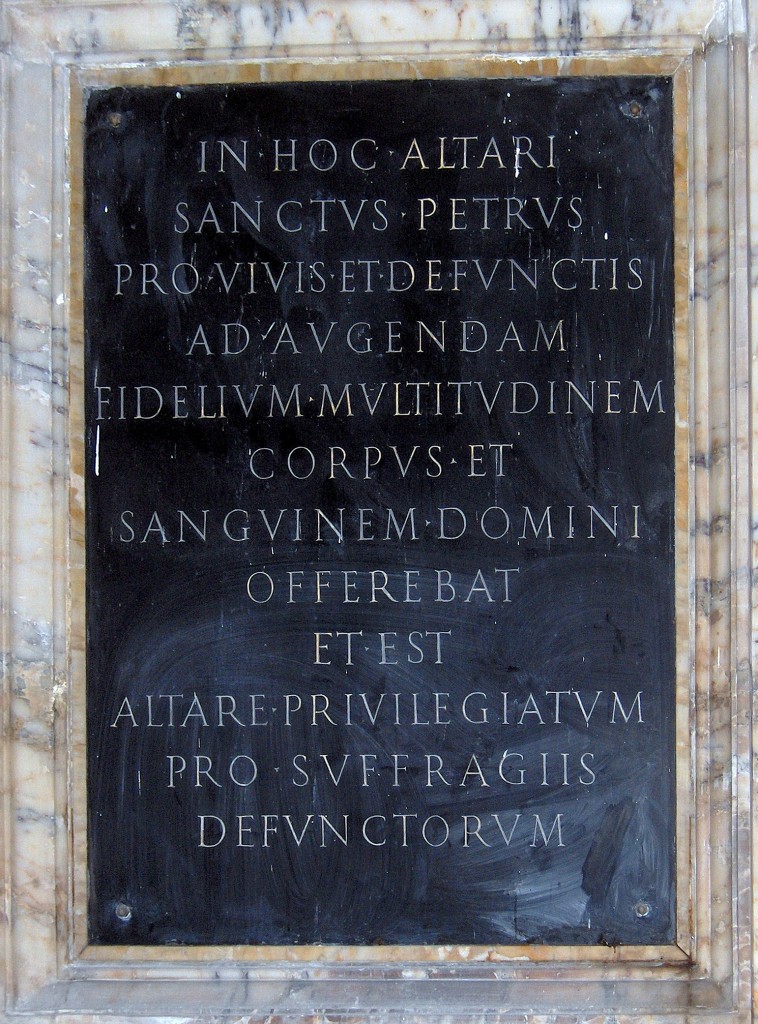 IN · HOC · ALTARI
SANCTVS · PETRVS
PRO · VIVIS · ET · DEFVNCTIS
AD · AVGENDAM
FIDELIVM · MVLTITVDINEM
CORPVS · ET
SANGVINEM · DOMINI
OFFEREBAT
ET · EST
ALTARE · PRIVILEGIATVM
PRO · SVFFRAGIIS
DEFVNCTORVM